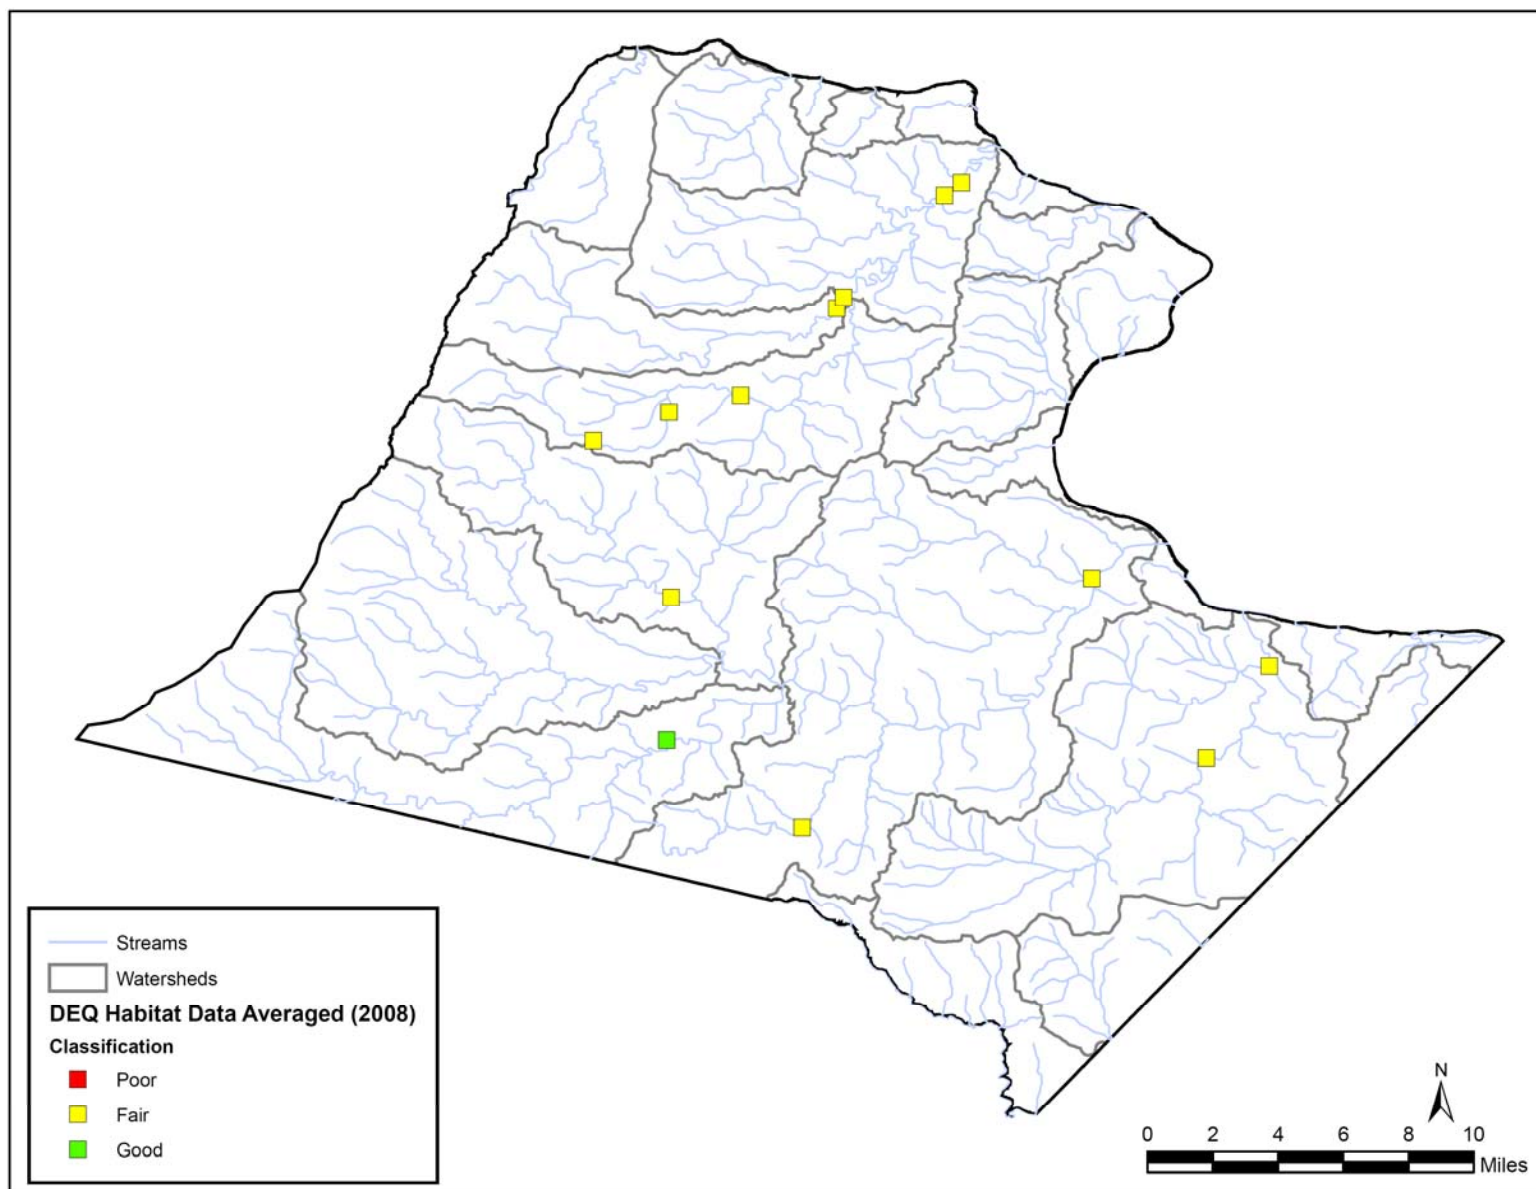 Streams
Watersheds
DEQ Habitat Data Averaged (2008)
Classification
Poor
Fair
Good
N
0 2 4 6 8 10
Miles